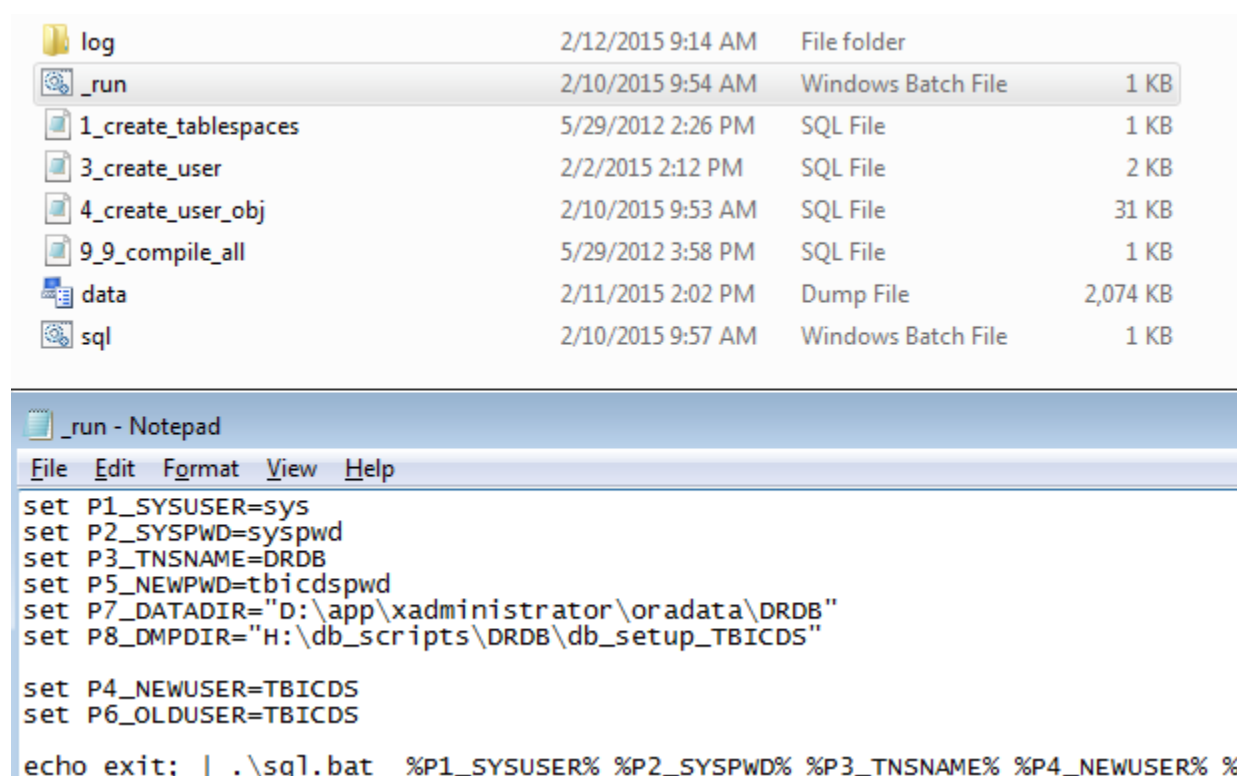 log 2/12/2015 9:14 AM File folder
_run 2/10/2015 9:54 AM Windows Batch File 1 KB
1_create_tablespaces 5/29/2012 2:26 PM SQL File 1 KB
3_create_user 2/2/2015 2:12 PM SQL File 2 KB
4_create_user_obj 2/10/2015 9:53 AM SQL File 31 KB
9_9_compile_all 5/29/2012 3:58 PM SQL File 1 KB
data 2/11/2015 2:02 PM Dump File 2,074 KB
sql 2/10/2015 9:57 AM Windows Batch File 1 KB
_run - Notepad
File Edit Format View Help
set P1_SYSUSER=sys
set P2_SYSPWD=syspwd
set P3_TNSNAME=DRDB
set P5_NEWPWD=tbicdspwd
set P7_DATADIR="D:\app\xadministrator\oradata\DRDB"
set P8_DMPDIR="H:\db_scripts\DRDB\db_setup_TBICDS"
set P4_NEWUSER=TBICDS
set P6_OLDUSER=TBICDS
echo exit; | .\sql.bat %P1_SYSUSER% %P2_SYSPWD% %P3_TNSNAME% %P4_NEWUSER% %